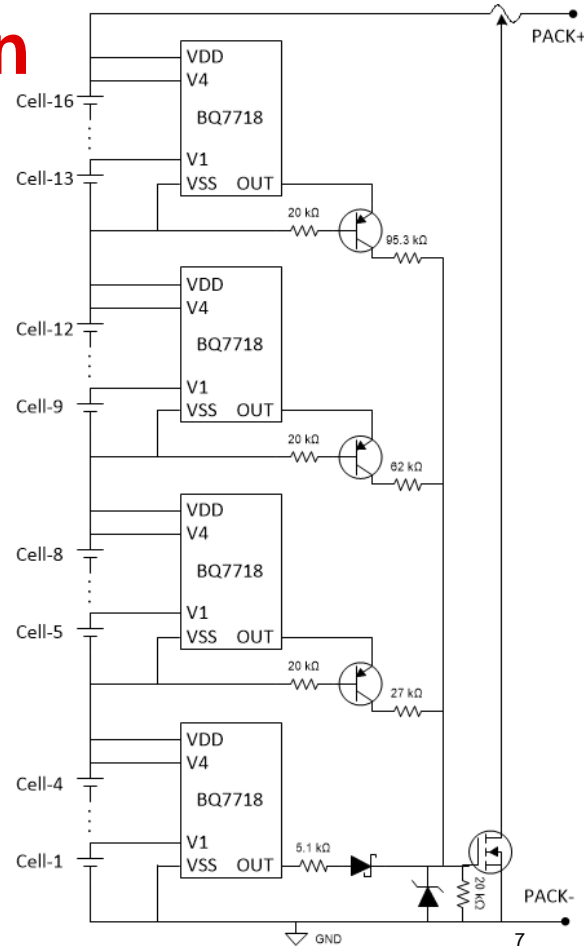 n
PACK+
VDD
V4
Cell-16
BQ7718
V1
Cell-13
VSS OUT
20 kΩ
95.3 kΩ
VDD
V4
Cell-12
BQ7718
V1
Cell-9
VSS OUT
20 kΩ
62 kΩ
VDD
V4
Cell-8
BQ7718
V1
Cell-5
VSS OUT
20 kΩ
27 kΩ
VDD
V4
Cell-4
BQ7718
V1
5.1 kΩ
Cell-1
VSS OUT
20 kΩ
PACK-
GND
7